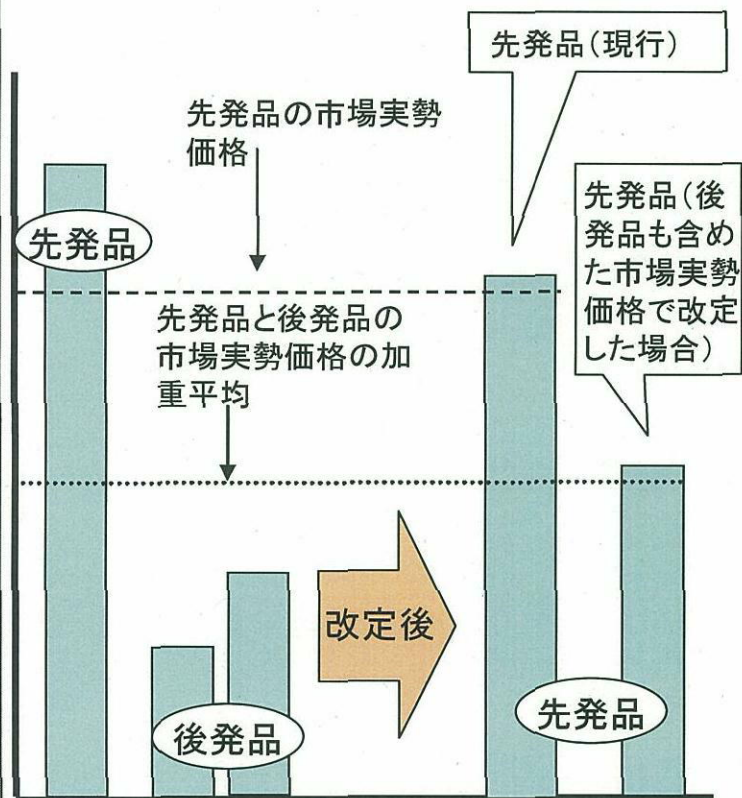 先発品（現行）
先発品の市場実勢
価格
先発品（後
発品も含め
た市場実勢
価格で改定
した場合）
先発品
先発品と後発品の
市場実勢価格の加
重平均
改定後
後発品
先発品